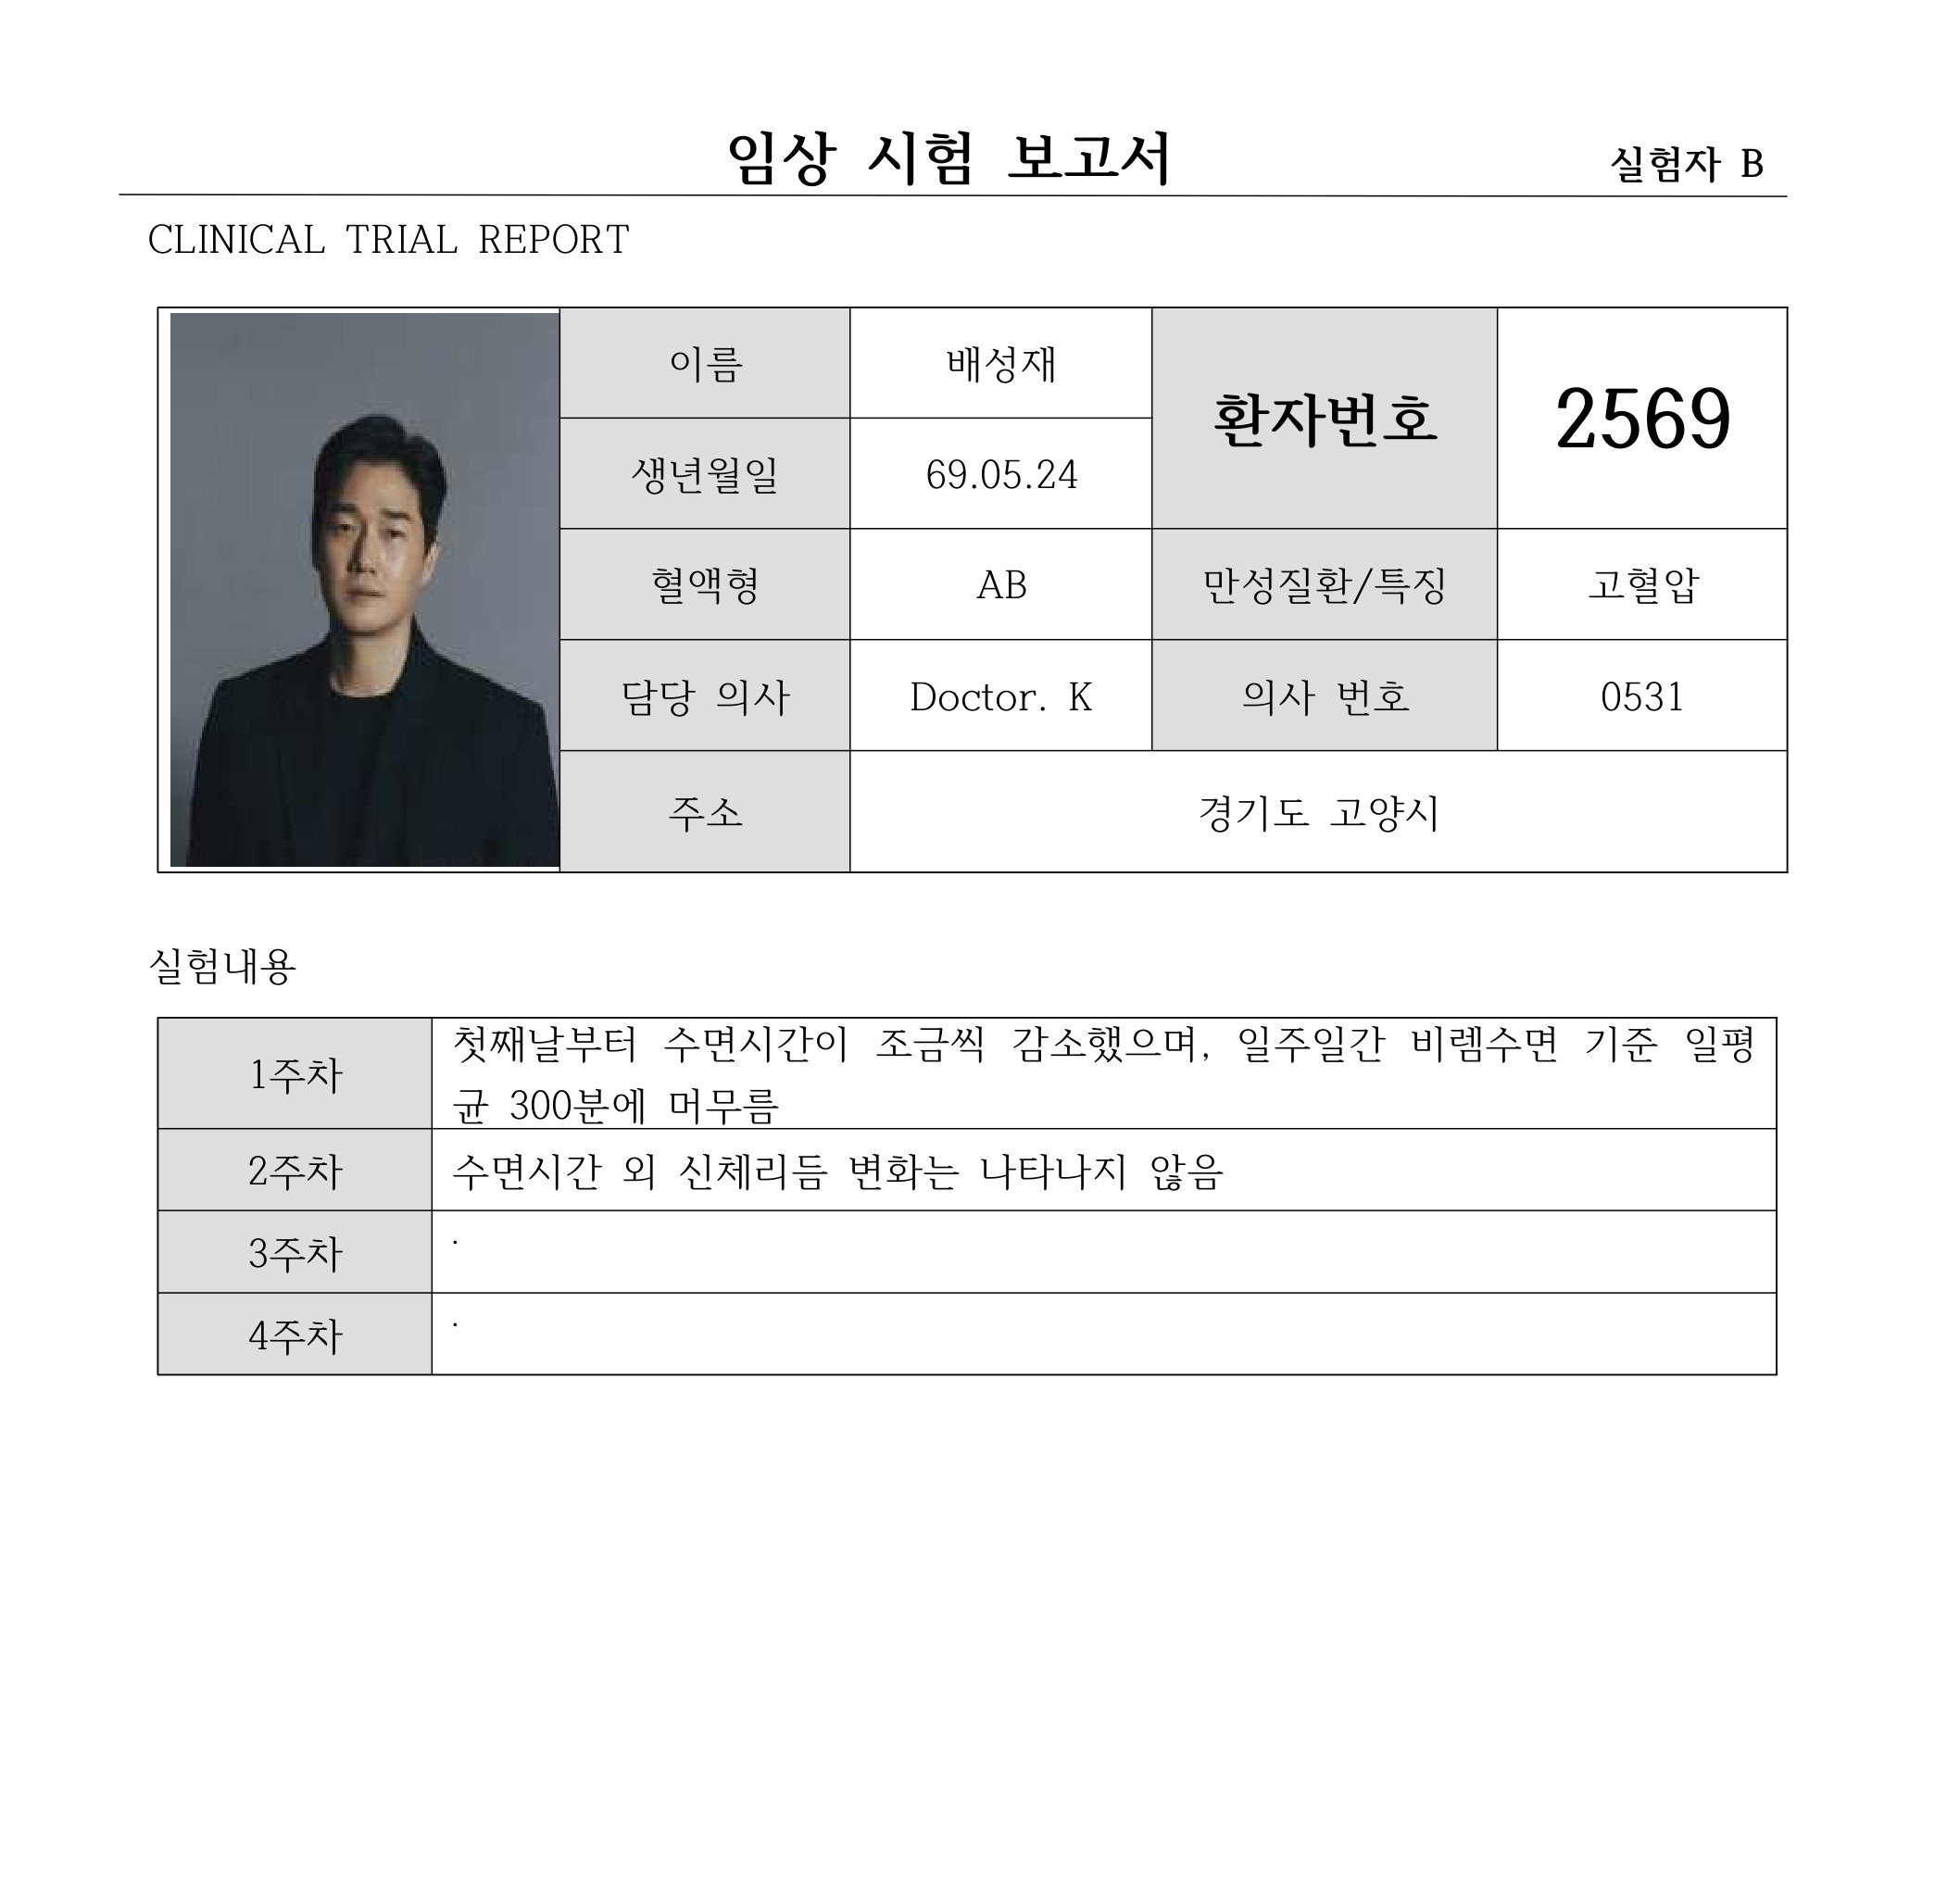 임상 시험 보고서
실험자 B
CLINICAL TRIAL REPORT
이름 배성재 환자번호 2569
생년월일 69.05.24
혈액형 AB 만성질환/특징 고혈압
담당 의사 Doctor. K 의사 번호 0531
주소 경기도 고양시
실험내용
1주차 첫째날부터 수면시간이 조금씩 감소했으며, 일주일간 비렘수면 기준 일평
균 300분에 머무름
2주차 수면시간 외 신체리듬 변화는 나타나지 않음
3주차 .
4주차 .